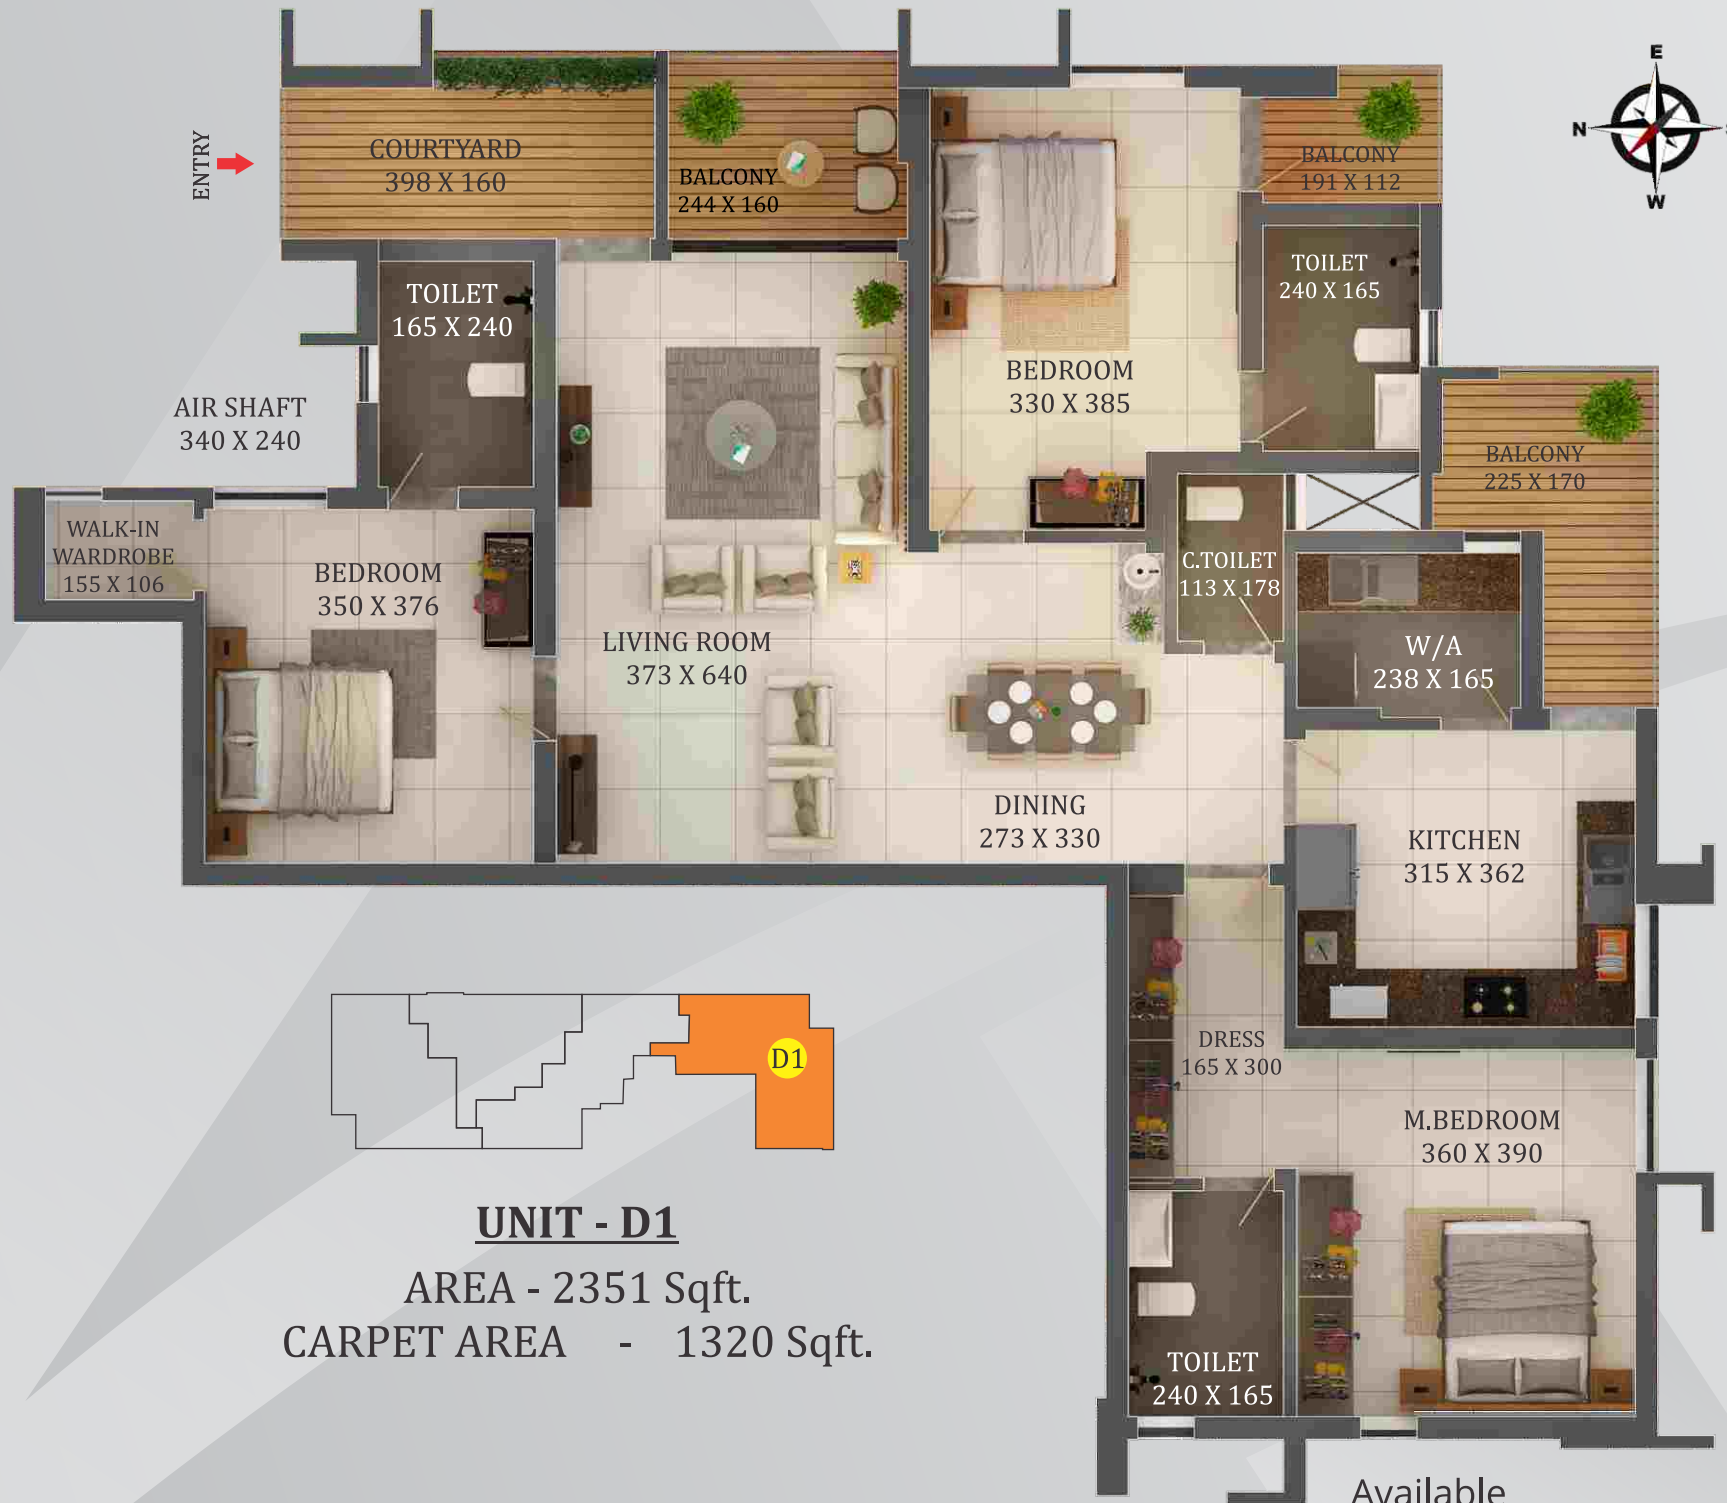 E
N
W
ENTRY
COURTYARD
398 X 160
BALCONY
244 X 160
BALCONY
191 X 112
TOILET
165 X 240
TOILET
240 X 165
BEDROOM
330 X 385
AIR SHAFT
340 X 240
BALCONY
225 X 170
WALK-IN
WARDROBE
155 X 106
BEDROOM
350 X 376
C.TOILET
113 X 178
LIVING ROOM
373 X 640
W/A
238 X 165
DINING
273 X 330
KITCHEN
315 X 362
DRESS
165 X 300
D1
M.BEDROOM
360 X 390
UNIT - D1
AREA - 2351 Sqft.
CARPET AREA - 1320 Sqft.
TOILET
240 X 165
Available